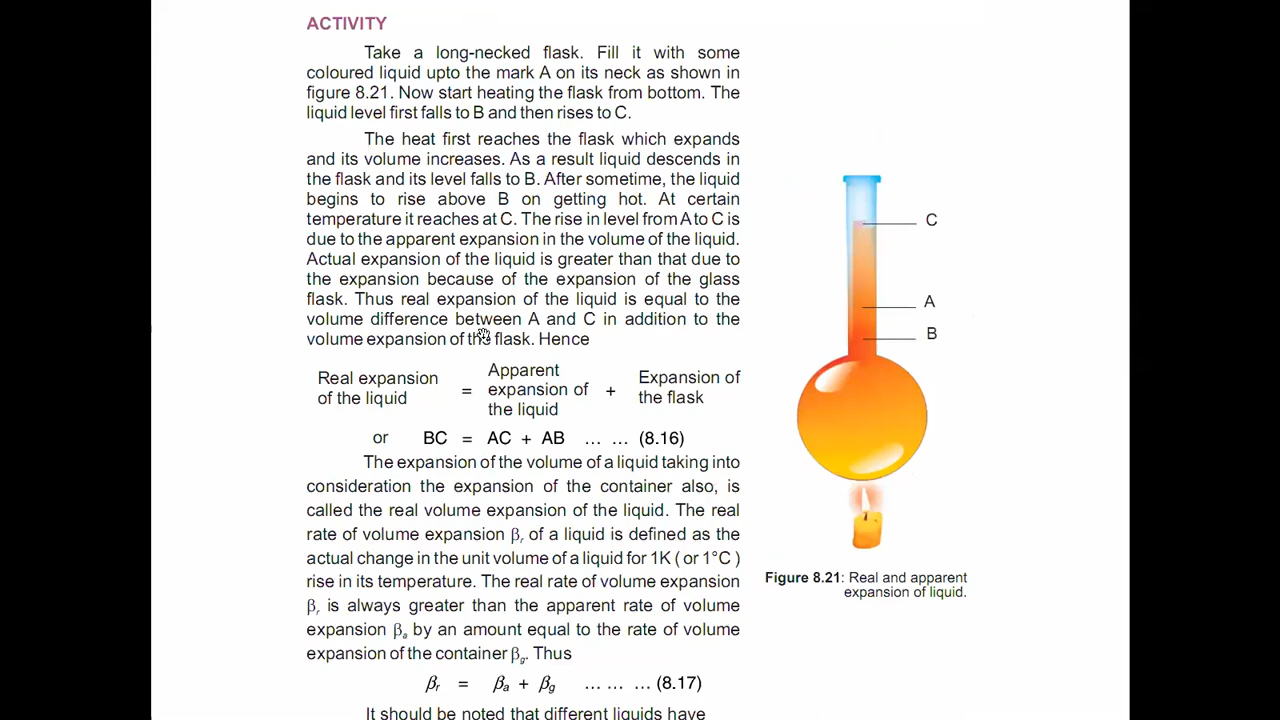 ACTIVITY
Take a long-necked flask. Fill it with some
coloured liquid upto the mark A on its neck as shown in
figure 8.21. Now start heating the flask from bottom. The
liquid level first falls to B and then rises to C.
The heat first reaches the flask which expands
and its volume increases. As a result liquid descends in
the flask and its level falls to B. After sometime, the liquid
begins to rise above B on getting hot. At certain
temperature it reaches at C. The rise in level from A to C is
due to the apparent expansion in the volume of the liquid.
Actual expansion of the liquid is greater than that due to
the expansion because of the expansion of the glass
flask. Thus real expansion of the liquid is equal to the
volume difference between A and C in addition to the
volume expansion of the flask. Hence
Real expansion of the liquid = Apparent expansion of the liquid + Expansion of the flask
or BC = AC + AB ... ... (8.16)
The expansion of the volume of a liquid taking into
consideration the expansion of the container also, is
called the real volume expansion of the liquid. The real
rate of volume expansion βr of a liquid is defined as the
actual change in the unit volume of a liquid for 1K ( or 1°C )
rise in its temperature. The real rate of volume expansion
βr is always greater than the apparent rate of volume
expansion βa by an amount equal to the rate of volume
expansion of the container βg. Thus
βr = βa + βg ... ... ... (8.17)
It should be noted that different liquids have
C
A
B
Figure 8.21: Real and apparent
expansion of liquid.